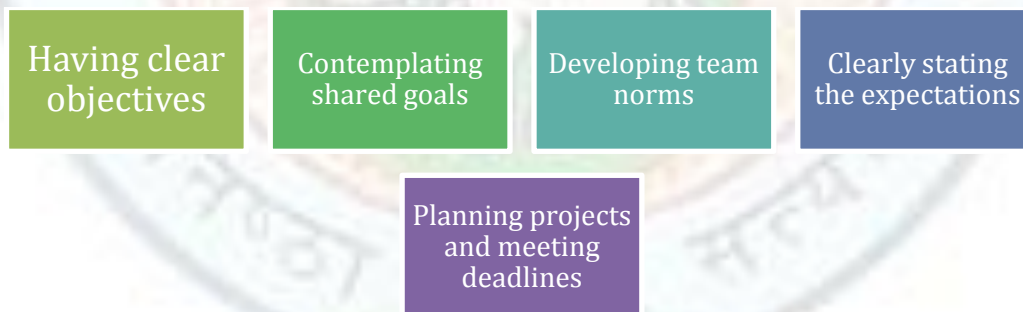 Having clear
objectives
Contemplating
shared goals
Developing team
norms
Clearly stating
the expectations
Planning projects
and meeting
deadlines